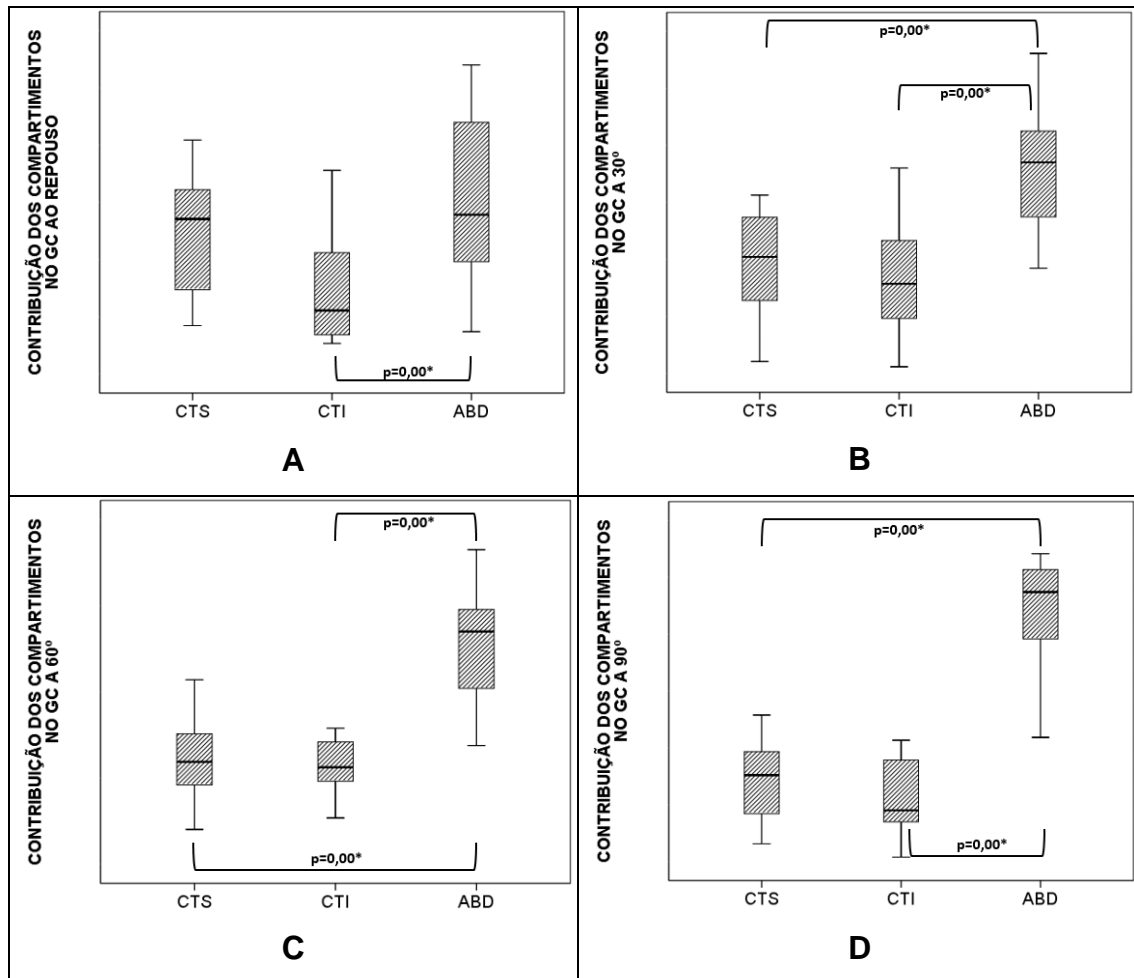 CONTRIBUIÇÃO DOS COMPARTIMENTOS
NO GC AO REPOUSO
p=0,00*
CTS CTI ABD
A
CONTRIBUIÇÃO DOS COMPARTIMENTOS
NO GC A 30º
p=0,00*
p=0,00*
CTS CTI ABD
B
CONTRIBUIÇÃO DOS COMPARTIMENTOS
NO GC A 60º
p=0,00*
p=0,00*
CTS CTI ABD
C
CONTRIBUIÇÃO DOS COMPARTIMENTOS
NO GC A 90º
p=0,00*
p=0,00*
CTS CTI ABD
D